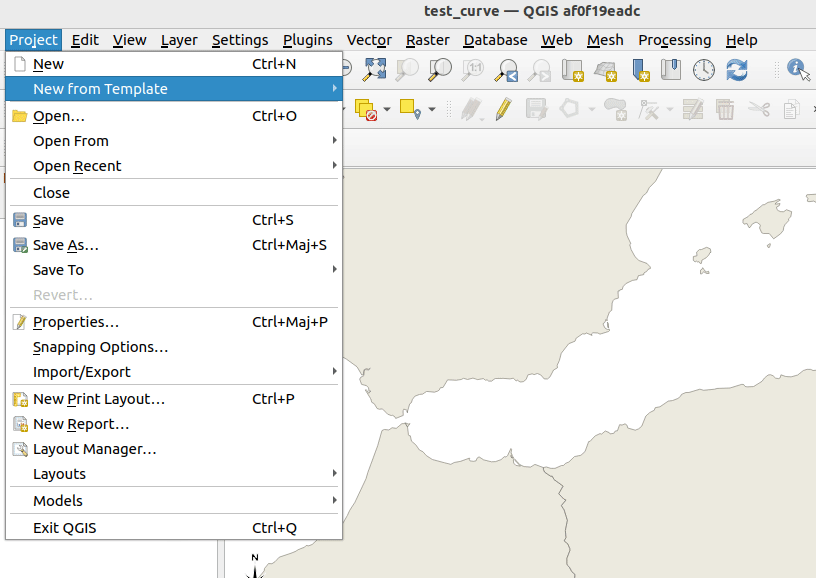 test_curve — QGIS af0f19eadc
Project Edit View Layer Settings Plugins Vector Raster Database Web Mesh Processing Help
New Ctrl+N
New from Template
Open… Ctrl+O
Open From
Open Recent
Close
Save Ctrl+S
Save As… Ctrl+Maj+S
Save To
Revert…
Properties… Ctrl+Maj+P
Snapping Options…
Import/Export
New Print Layout… Ctrl+P
New Report…
Layout Manager…
Layouts
Models
Exit QGIS Ctrl+Q
1:1
N